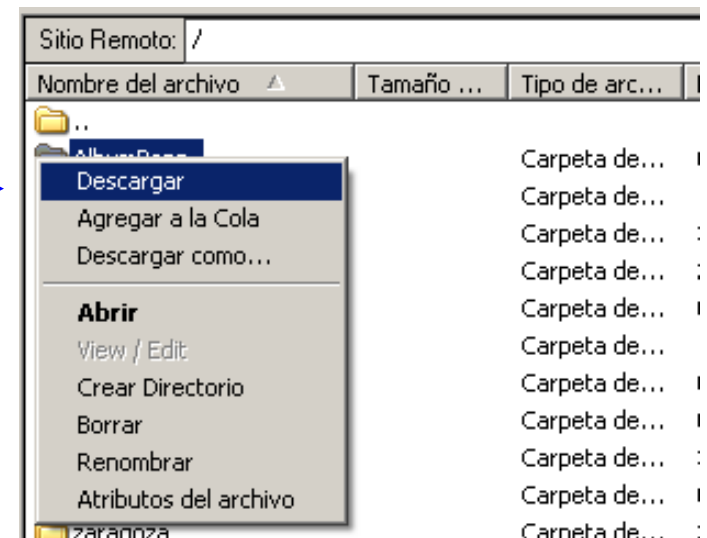 Sitio Remoto: /
Nombre del archivo Tamaño ... Tipo de arc...
..
Carpeta de...
Descargar
Carpeta de...
Agregar a la Cola
Carpeta de...
Descargar como...
Carpeta de...
Abrir
Carpeta de...
View / Edit
Carpeta de...
Crear Directorio
Carpeta de...
Borrar
Carpeta de...
Renombrar
Carpeta de...
Atributos del archivo
Carpeta de...
zaragoza
Carpeta de...